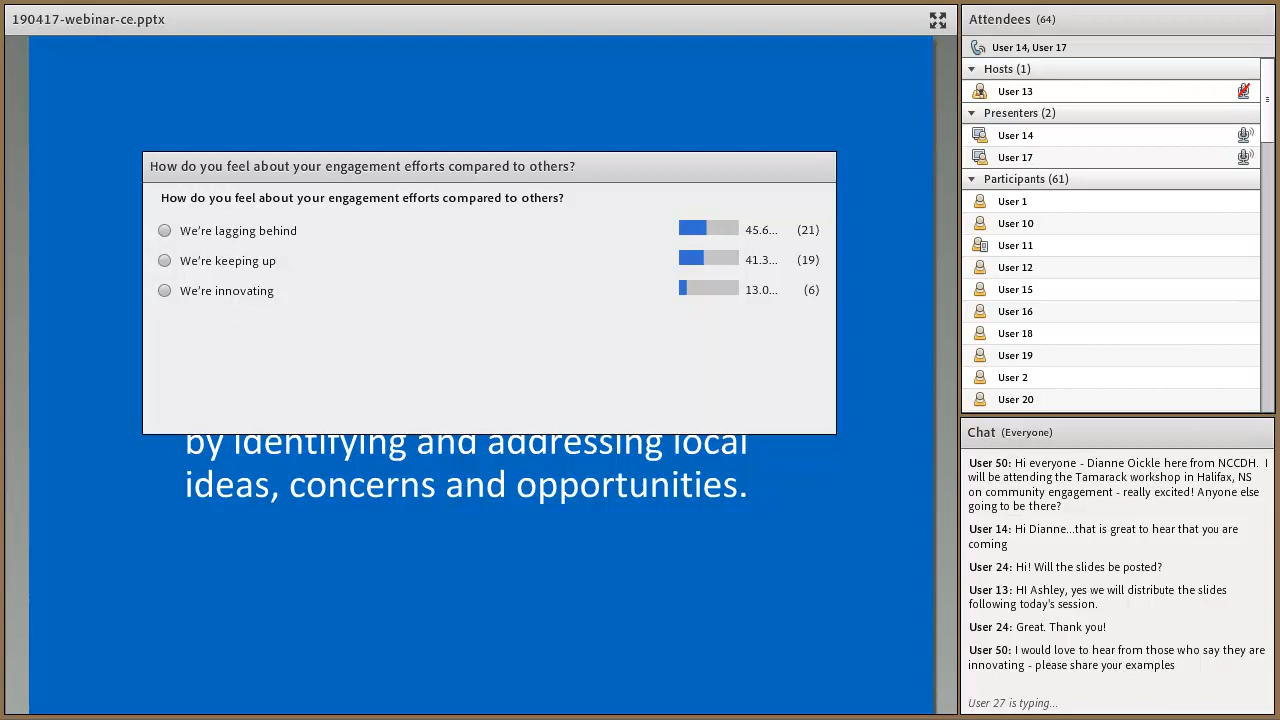 190417-webinar-ce.pptx
How do you feel about your engagement efforts compared to others?
How do you feel about your engagement efforts compared to others?
We're lagging behind 45.6... (21)
We're keeping up 41.3... (19)
We're innovating 13.0... (6)
by identifying and addressing local
ideas, concerns and opportunities.
Attendees (64)
User 14, User 17
Hosts (1)
User 13
Presenters (2)
User 14
User 17
Participants (61)
User 1
User 10
User 11
User 12
User 15
User 16
User 18
User 19
User 2
User 20
Chat (Everyone)
User 50: Hi everyone - Dianne Oickle here from NCCDH. I
will be attending the Tamarack workshop in Halifax, NS
on community engagement - really excited! Anyone else
going to be there?
User 14: Hi Dianne...that is great to hear that you are
coming
User 24: Hi! Will the slides be posted?
User 13: HI Ashley, yes we will distribute the slides
following today's session.
User 24: Great. Thank you!
User 50: I would love to hear from those who say they are
innovating - please share your examples
User 27 is typing...